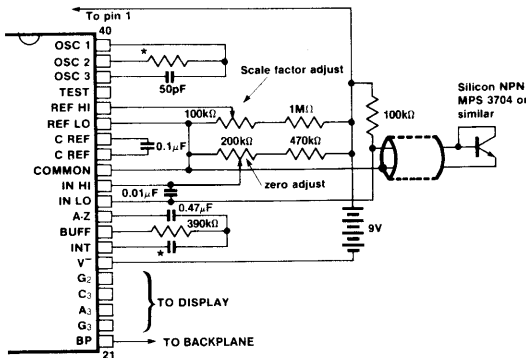 To pin 1
40
OSC 1
OSC 2
*
OSC 3
50pF
TEST
Scale factor adjust
REF HI
100kΩ
1MΩ
REF LO
100kΩ
Silicon NPN
MPS 3704 or
similar
C REF
0.1μF
200kΩ
470kΩ
C REF
COMMON
zero adjust
IN HI
0.01μF
IN LO
0.47μF
A-Z
390kΩ
BUFF
9V
INT
*
V⁻
G₂
C₃
TO DISPLAY
A₃
G₃
BP
TO BACKPLANE
21